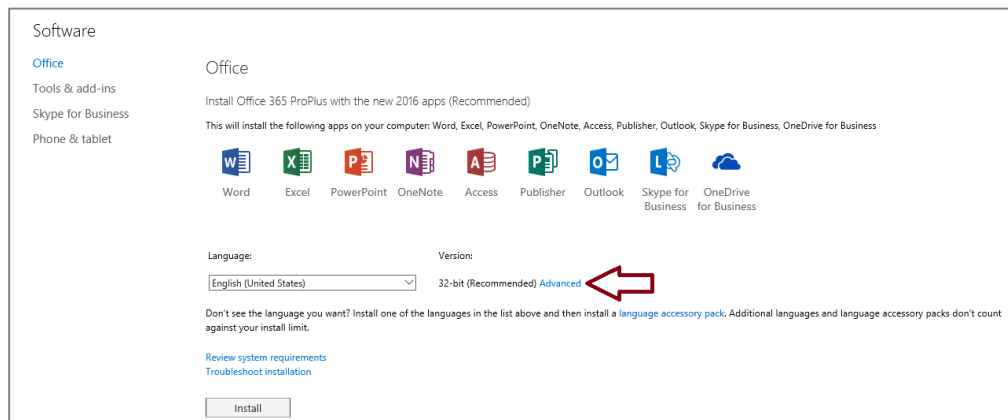 Software
Office
Tools & add-ins
Skype for Business
Phone & tablet
Office
Install Office 365 ProPlus with the new 2016 apps (Recommended)
This will install the following apps on your computer: Word, Excel, PowerPoint, OneNote, Access, Publisher, Outlook, Skype for Business, OneDrive for Business
Word Excel PowerPoint OneNote Access Publisher Outlook Skype for Business OneDrive for Business
Language: Version:
English (United States) 32-bit (Recommended) Advanced
Don't see the language you want? Install one of the languages in the list above and then install a language accessory pack. Additional languages and language accessory packs don't count
against your install limit.
Review system requirements
Troubleshoot installation
Install